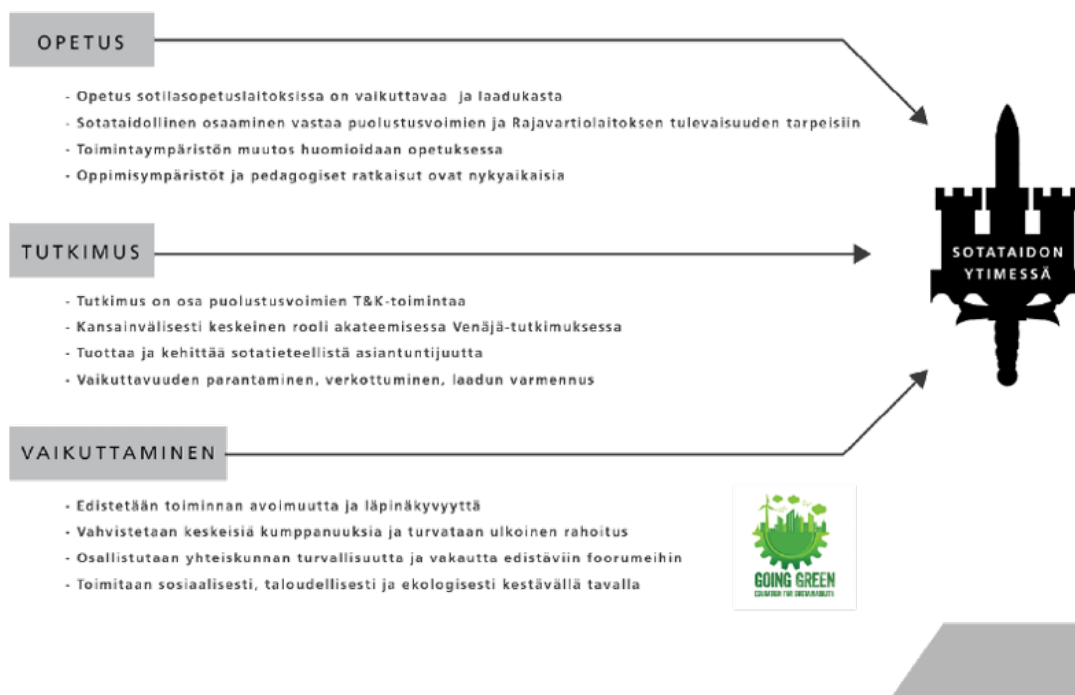 OPETUS
- Opetus sotilasopetuslaitoksissa on vaikuttavaa ja laadukasta
- Sotataidollinen osaaminen vastaa puolustusvoimien ja Rajavartiolaitoksen tulevaisuuden tarpeisiin
- Toimintaympäristön muutos huomioidaan opetuksessa
- Oppimisympäristöt ja pedagogiset ratkaisut ovat nykyaikaisia
SOTATAIDON
YTIMESSÄ
TUTKIMUS
- Tutkimus on osa puolustusvoimien T&K-toimintaa
- Kansainvälisesti keskeinen rooli akateemisessa Venäjä-tutkimuksessa
- Tuottaa ja kehittää sotatieteellistä asiantuntijuutta
- Vaikuttavuuden parantaminen, verkottuminen, laadun varmennus
VAIKUTTAMINEN
- Edistetään toiminnan avoimuutta ja läpinäkyvyyttä
- Vahvistetaan keskeisiä kumppanuuksia ja turvataan ulkoinen rahoitus
- Osallistutaan yhteiskunnan turvallisuutta ja vakautta edistäviin foorumeihin
- Toimitaan sosiaalisesti, taloudellisesti ja ekologisesti kestävällä tavalla
GOING GREEN
EDUCATION FOR SUSTAINABILITY